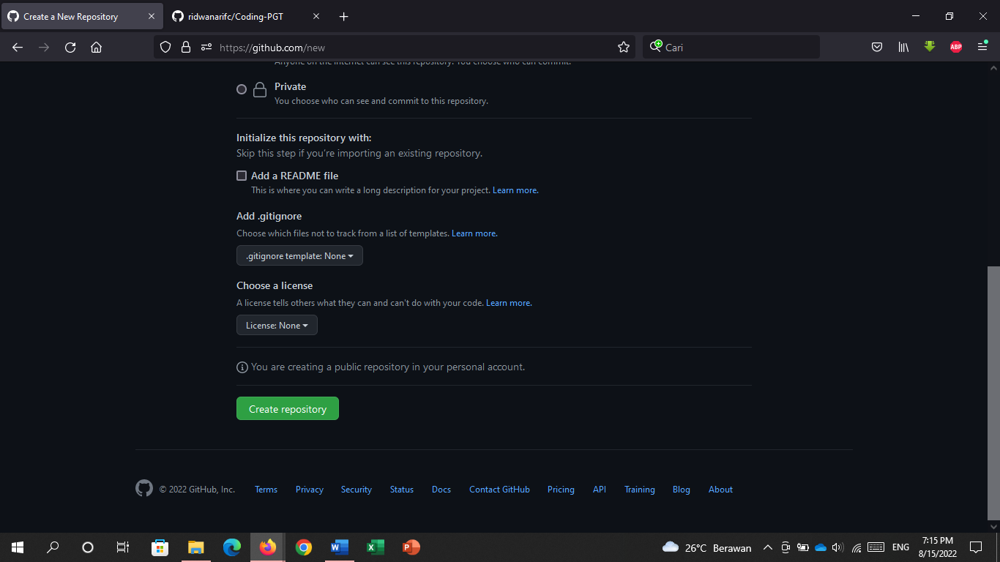 Create a New Repository
ridwanarifc/Coding-PGT
https://github.com/new
Cari
ABP
Anyone on the internet can see this repository. You choose who can commit.
Private
You choose who can see and commit to this repository.
Initialize this repository with:
Skip this step if you're importing an existing repository.
Add a README file
This is where you can write a long description for your project. Learn more.
Add .gitignore
Choose which files not to track from a list of templates. Learn more.
.gitignore template: None
Choose a license
A license tells others what they can and can't do with your code. Learn more.
License: None
You are creating a public repository in your personal account.
Create repository
© 2022 GitHub, Inc. Terms Privacy Security Status Docs Contact GitHub Pricing API Training Blog About
26°C Berawan ENG 7:15 PM
8/15/2022